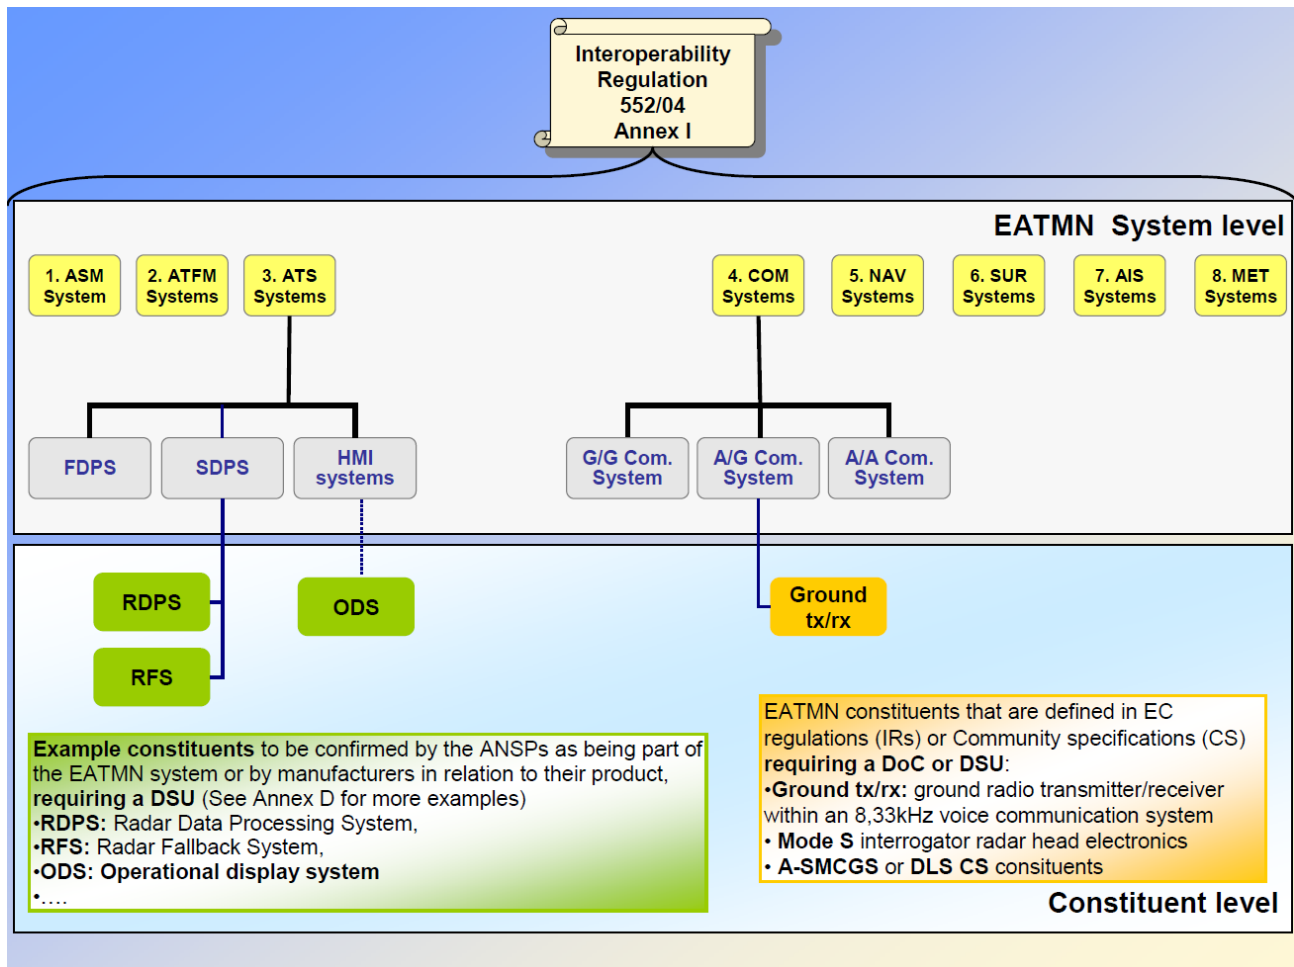 Interoperability
Regulation
552/04
Annex I
EATMN  System level
1. ASM
System
2. ATFM
Systems
3. ATS
Systems
4. COM
Systems
5. NAV
Systems
6. SUR
Systems
7. AIS
Systems
8. MET
Systems
FDPS
SDPS
HMI
systems
G/G Com.
System
A/G Com.
System
A/A Com.
System
RDPS
RFS
ODS
Ground
tx/rx
Example constituents to be confirmed by the ANSPs as being part of
the EATMN system or by manufacturers in relation to their product,
requiring a DSU (See Annex D for more examples)
•RDPS: Radar Data Processing System,
•RFS: Radar Fallback System,
•ODS: Operational display system
•….
EATMN constituents that are defined in EC
regulations (IRs) or Community specifications (CS)
requiring a DoC or DSU:
•Ground tx/rx: ground radio transmitter/receiver
within an 8,33kHz voice communication system
• Mode S interrogator radar head electronics
• A-SMCGS or DLS CS consituents
Constituent level